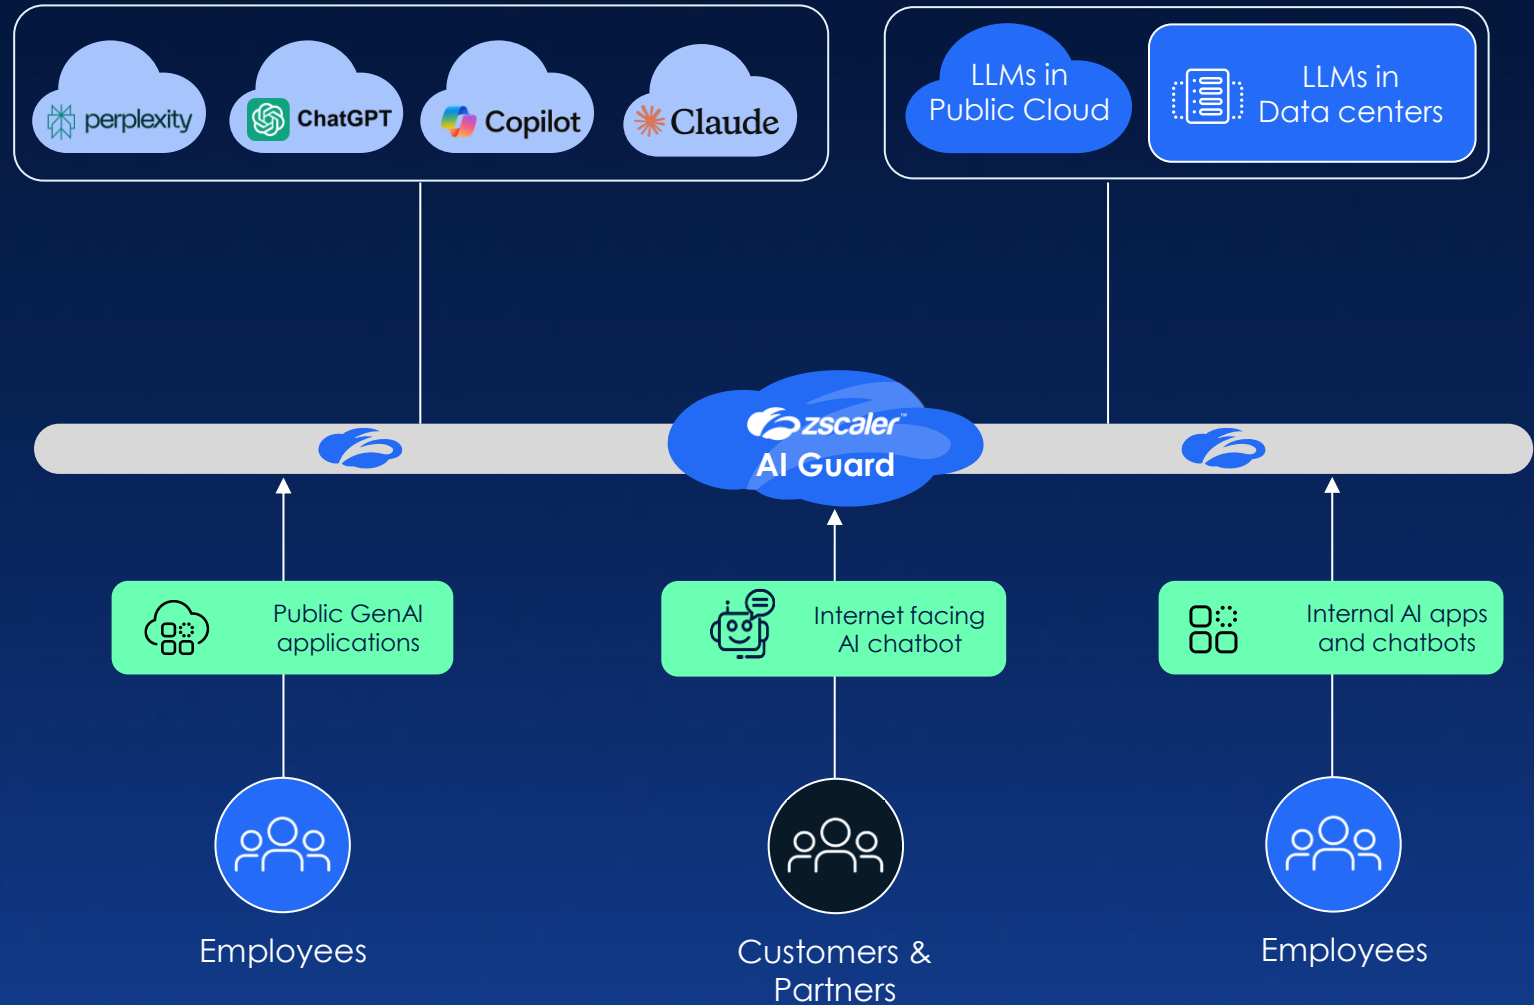 perplexity
ChatGPT
Copilot
Claude
LLMs in
Public Cloud
LLMs in
Data centers
zscaler™
AI Guard
Public GenAI
applications
Internet facing
AI chatbot
Internal AI apps
and chatbots
Employees
Customers &
Partners
Employees